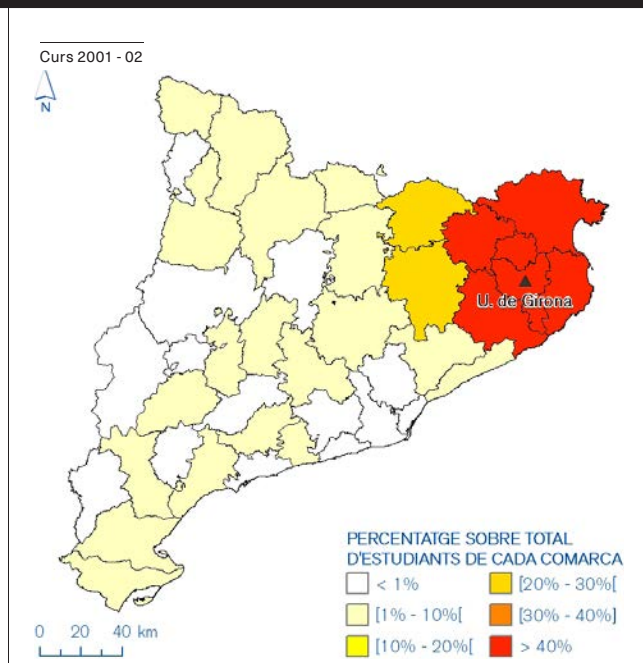 Curs 2001 - 02
N
U. de Girona
PERCENTATGE SOBRE TOTAL
D'ESTUDIANTS DE CADA COMARCA
< 1%
[20% - 30%[
[1% - 10%[
[30% - 40%]
[10% - 20%[
> 40%
0 20 40 km